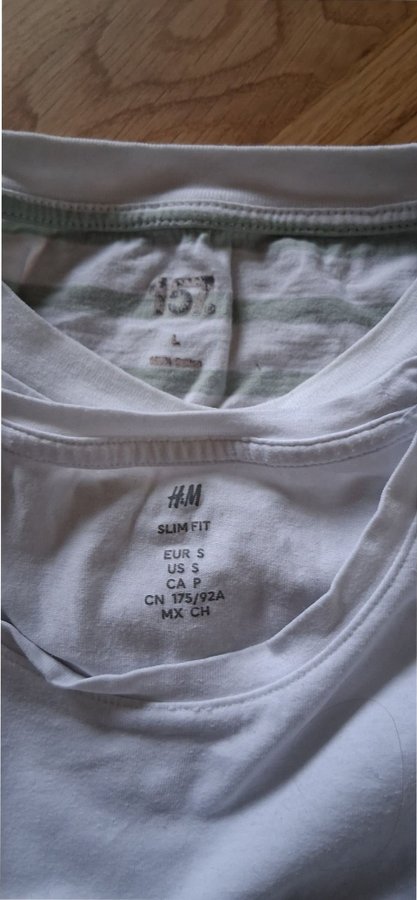 157.
L
H&M
SLIM FIT
EUR S
US S
CA P
CN 175/92A
MX CH